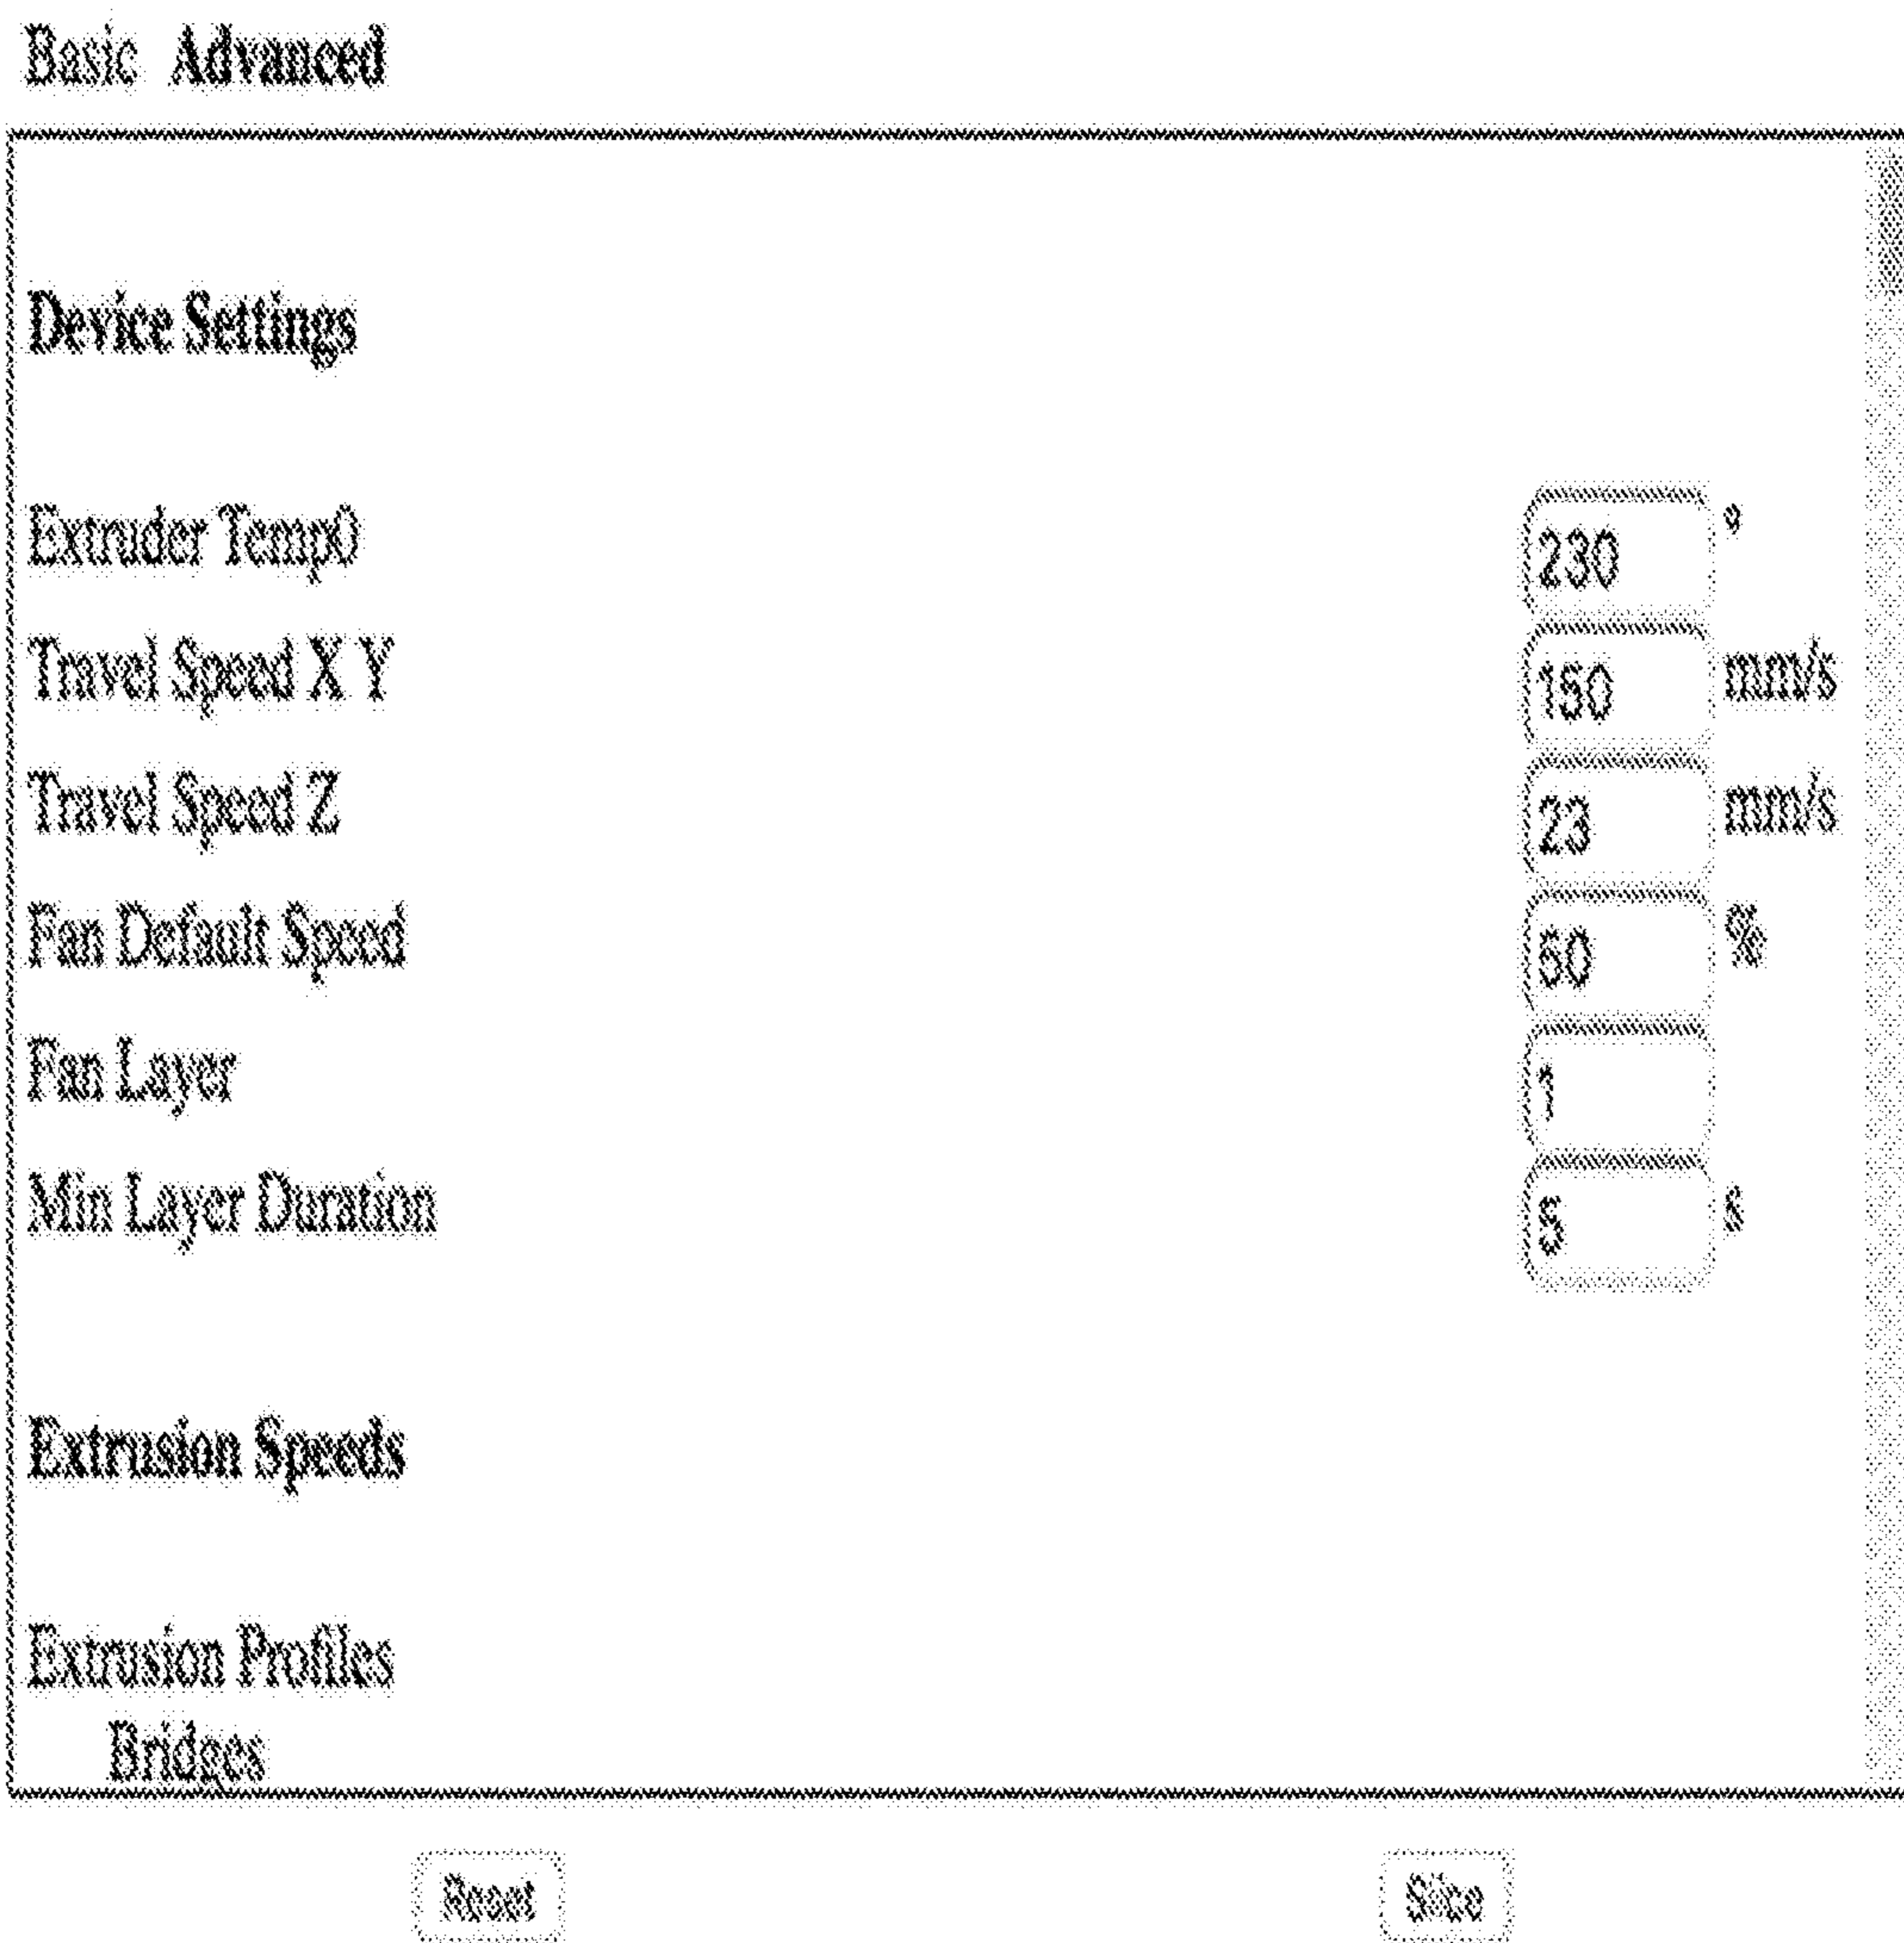 Basic Advanced
Device Settings
Extruder Temp0 230 °
Travel Speed X Y 150 mm/s
Travel Speed Z 23 mm/s
Fan Default Speed 50 %
Fan Layer 1
Min Layer Duration 5 s
Extrusion Speeds
Extrusion Profiles
Bridges
Reset Slice